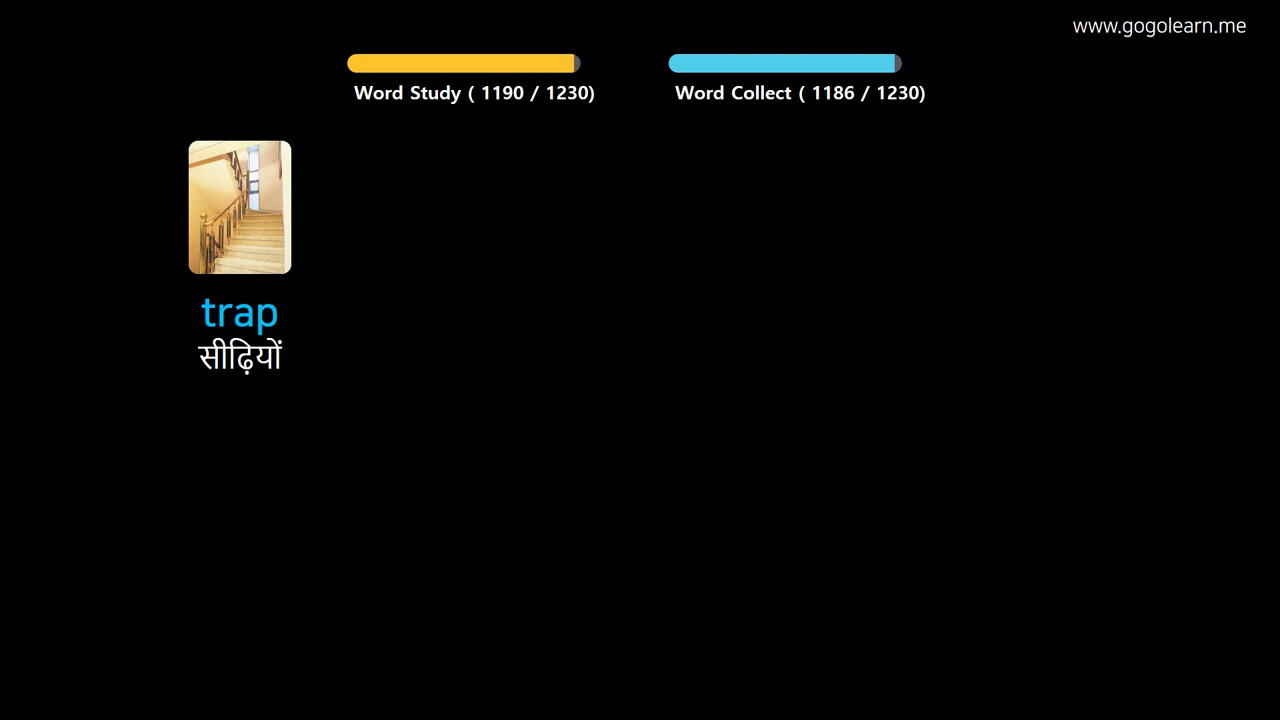 www.gogolearn.me
Word Study ( 1190 / 1230)
Word Collect ( 1186 / 1230)
trap
सीढ़ियों